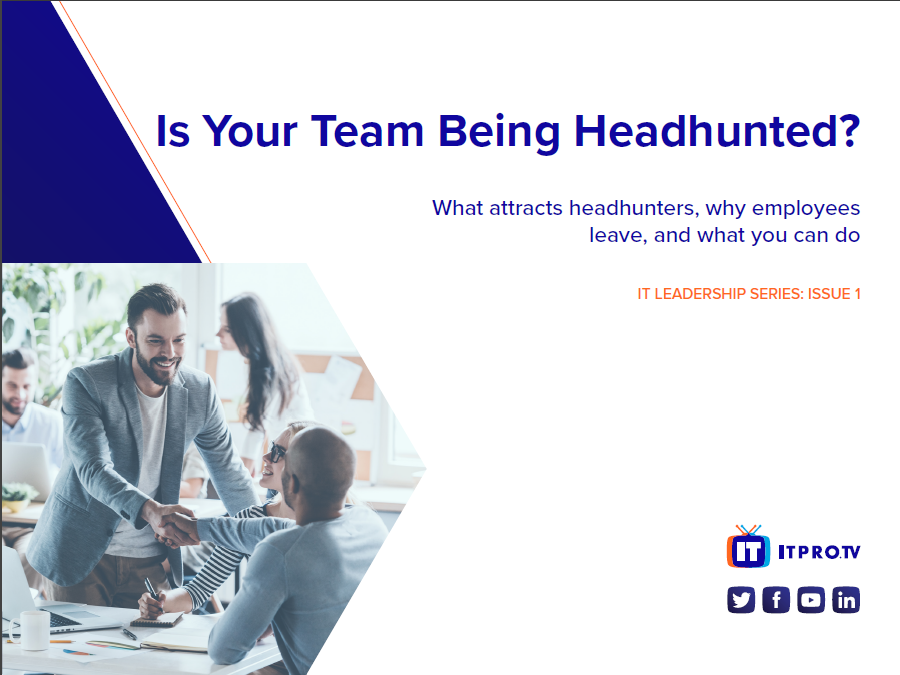 Is Your Team Being Headhunted?
What attracts headhunters, why employees
leave, and what you can do
IT LEADERSHIP SERIES: ISSUE 1
IT ITPRO.TV